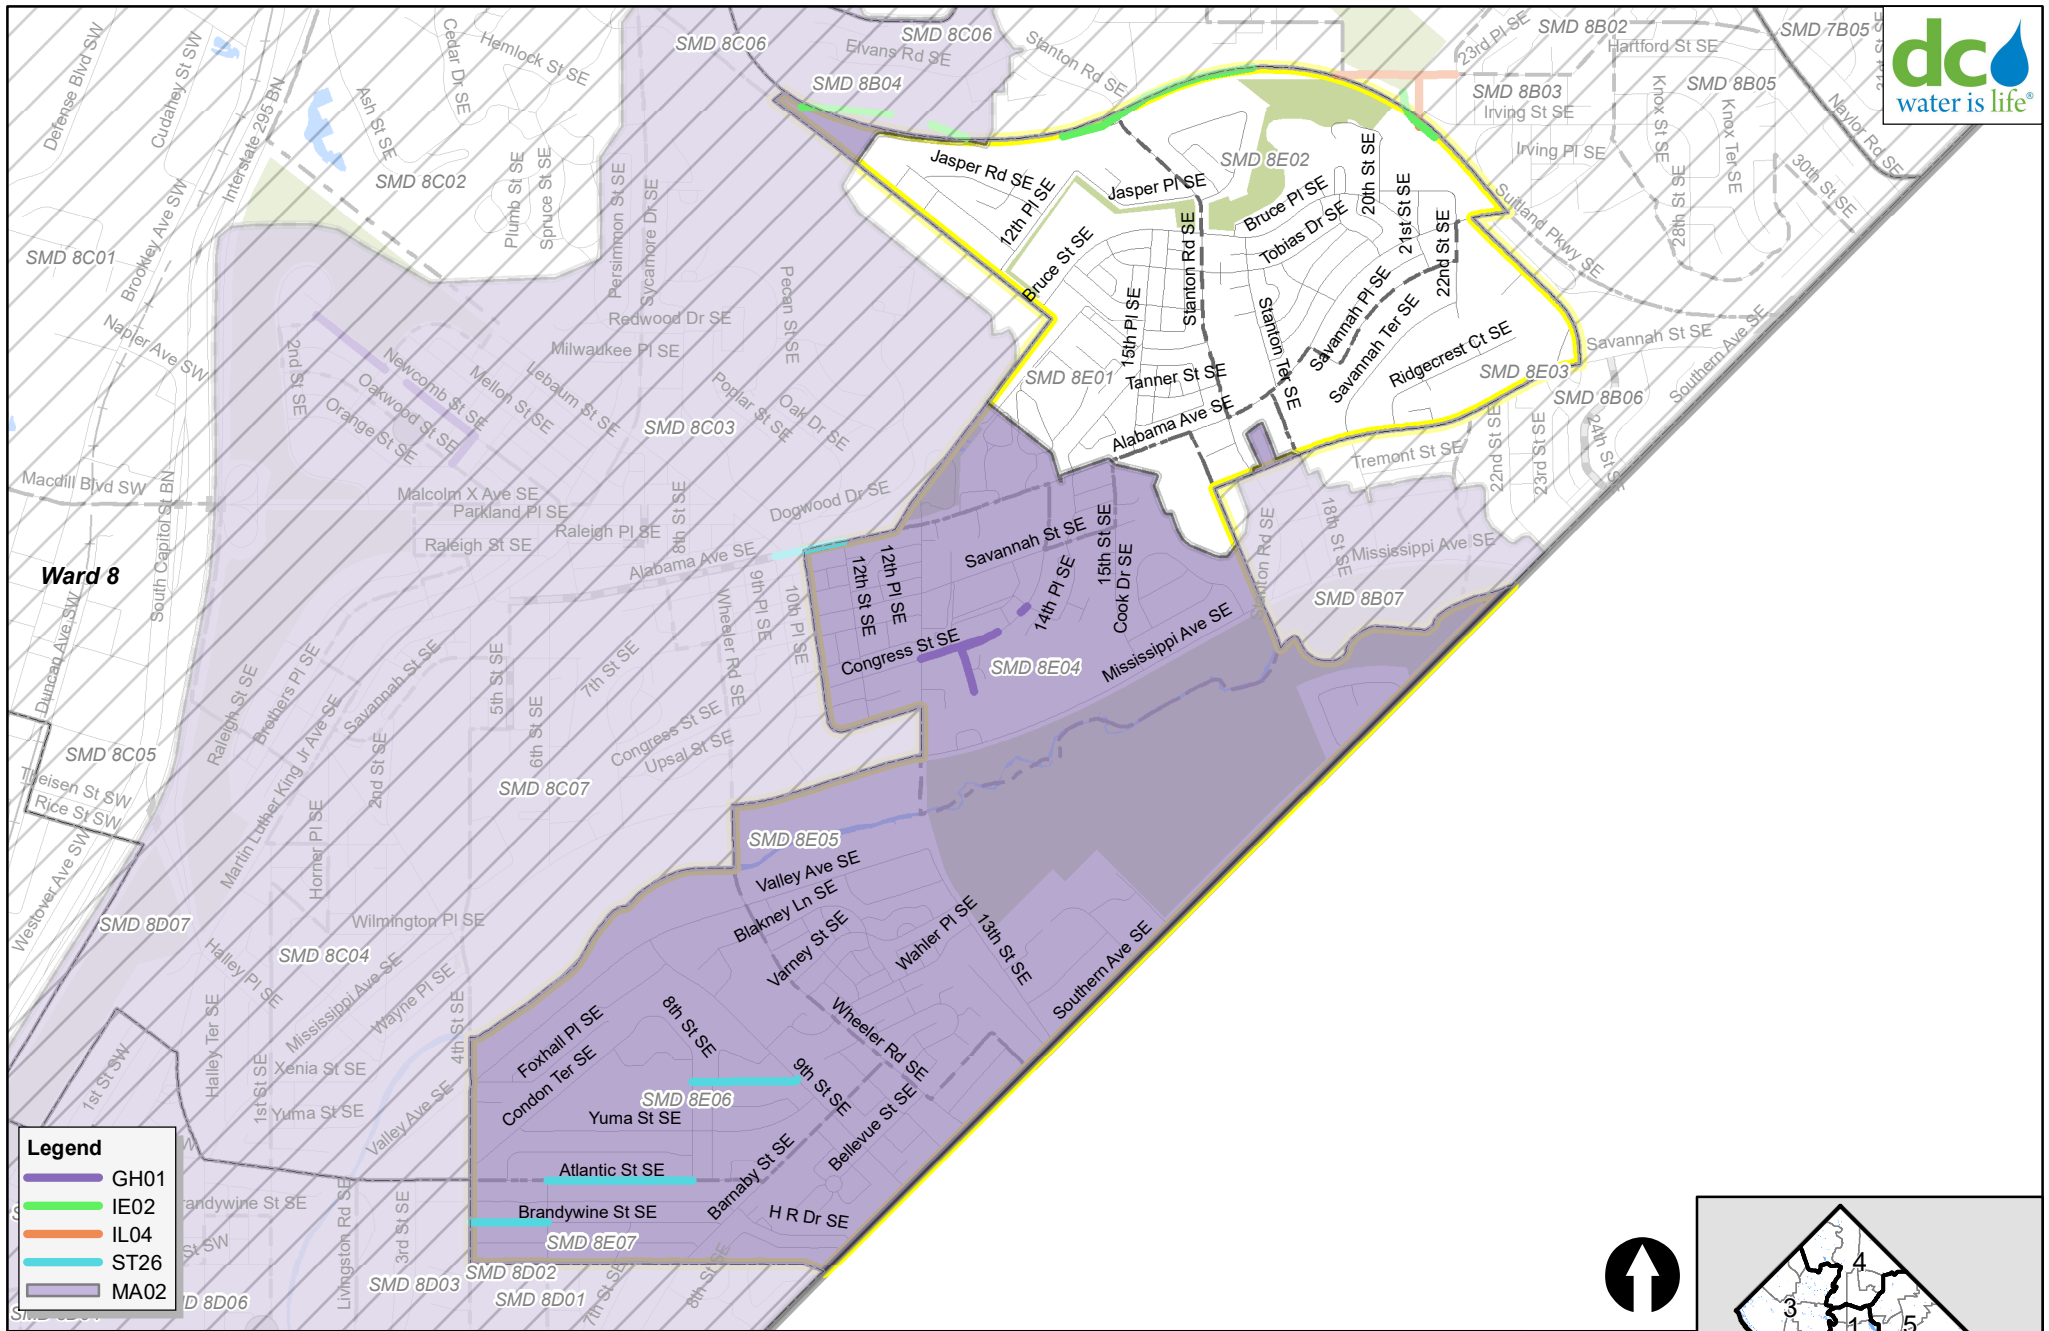 SMD 8C06
SMD 8C06
Elvans Rd SE
Stanton Rd SE
23rd Pl SE
SMD 8B02
SMD 7B05
21st St SE
Hartford St SE
Defense Blvd SW
Cudahey St SW
Cedar Dr SE
Hemlock St SE
SMD 8B04
SMD 8B03
SMD 8B05
dc
water is life®
Interstate 295 BN
Ash St SE
Irving St SE
Knox St SE
Knox Ter SE
Naylor Rd SE
Irving Pl SE
30th St SE
28th St SE
SMD 8C02
Plumb St SE
Spruce St SE
Persimmon St SE
Sycamore Dr SE
Jasper Rd SE
12th Pl SE
Jasper Pl SE
SMD 8E02
Bruce Pl SE
20th St SE
21st St SE
22nd St SE
Suitland Pkwy SE
SMD 8C01
Brookley Ave SW
Napier Ave SW
Bruce St SE
Stanton Rd SE
Tobias Dr SE
Pecan St SE
Redwood Dr SE
Milwaukee Pl SE
15th Pl SE
Stanton Ter SE
Savannah Pl SE
Savannah Ter SE
Ridgecrest Ct SE
Savannah St SE
Southern Ave SE
2nd St SE
Newcomb St SE
Oakwood St SE
Orange St SE
Mellon St SE
Lebaum St SE
Poplar St SE
Oak Dr SE
SMD 8C03
SMD 8E01
Tanner St SE
Alabama Ave SE
SMD 8E03
SMD 8B06
24th St SE
Tremont St SE
22nd St SE
23rd St SE
Macdill Blvd SW
South Capitol St BN
Malcolm X Ave SE
Parkland Pl SE
Raleigh Pl SE
Raleigh St SE
8th St SE
Dogwood Dr SE
Alabama Ave SE
Savannah St SE
15th St SE
Stanton Rd SE
18th St SE
Mississippi Ave SE
SMD 8B07
Ward 8
12th St SE
12th Pl SE
9th Pl SE
10th Pl SE
Wheeler Rd SE
14th Pl SE
Cook Dr SE
Mississippi Ave SE
Congress St SE
SMD 8E04
Duncan Ave SW
Raleigh St SE
Brothers Pl SE
Savannah St SE
5th St SE
6th St SE
7th St SE
Congress St SE
Upsal St SE
SMD 8C05
Theisen St SW
Rice St SW
Westover Ave SW
Martin Luther King Jr Ave SE
2nd St SE
Horner Pl SE
SMD 8C07
SMD 8E05
Valley Ave SE
Blakney Ln SE
Varney St SE
Wahler Pl SE
13th St SE
Southern Ave SE
SMD 8D07
Wilmington Pl SE
SMD 8C04
Halley Pl SE
Mississippi Ave SE
Wayne Pl SE
Halley Ter SE
4th St SE
Foxhall Pl SE
Condon Ter SE
8th St SE
Wheeler Rd SE
1st St SW
Xenia St SE
1st St SE
Yuma St SE
Valley Ave SE
SMD 8E06
9th St SE
Yuma St SE
Bellevue St SE
Barnaby St SE
Atlantic St SE
Brandywine St SE
H R Dr SE
SMD 8E07
randywine St SE
St SW
Livingston Rd SE
3rd St SE
SMD 8D03
SMD 8D02
SMD 8D01
7th St SE
8th St SE
D 8D06
Legend
GH01
IE02
IL04
ST26
MA02
4
3
1
5